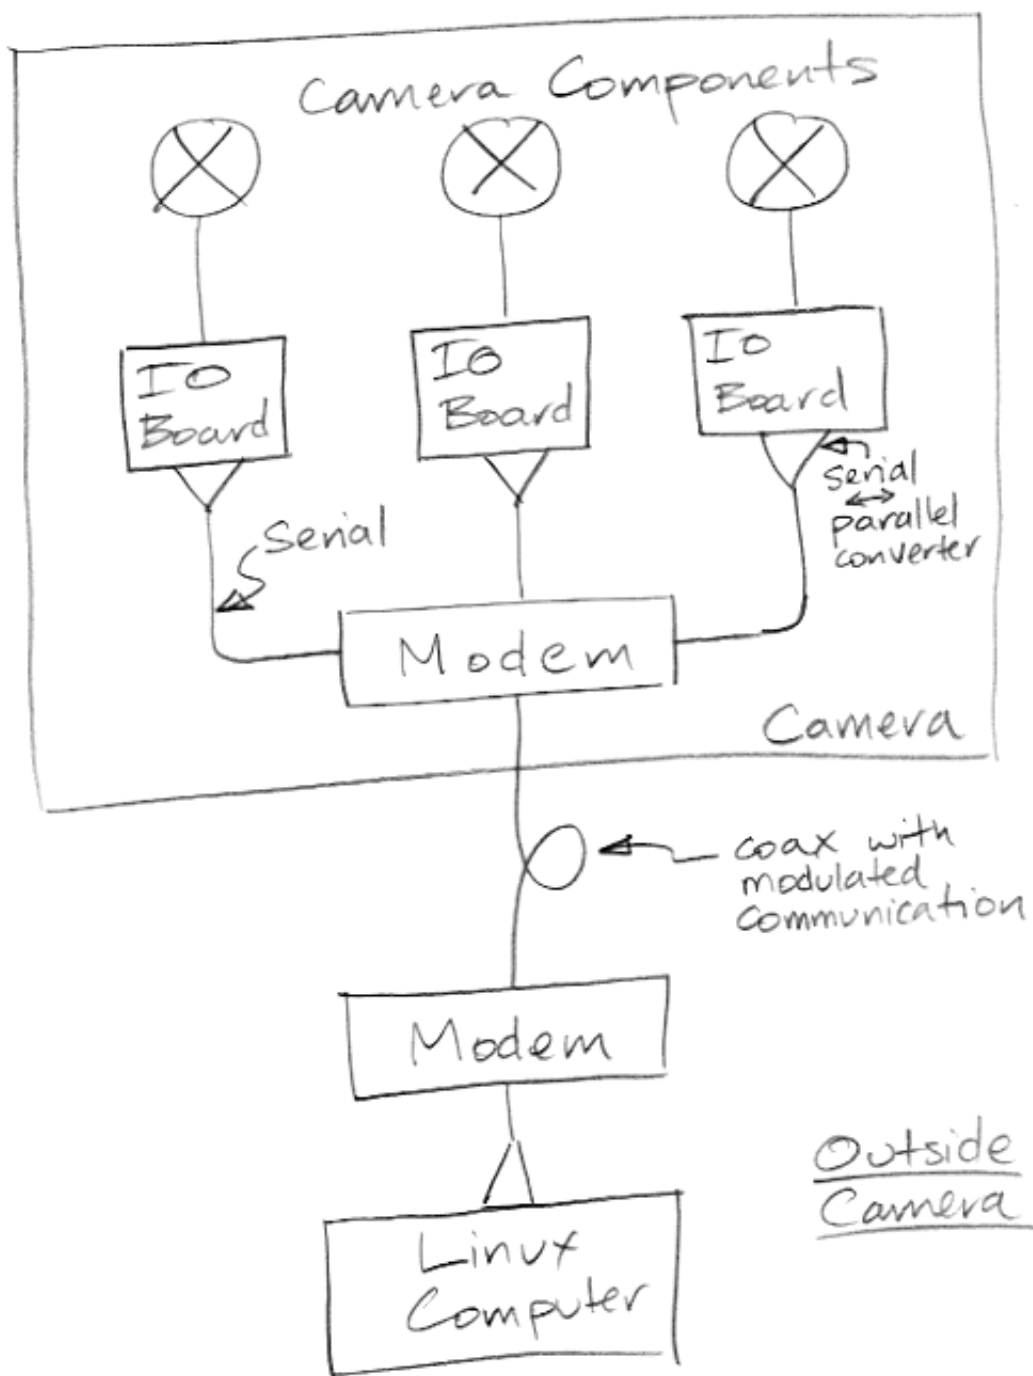 Camera Components
IO
Board
IO
Board
IO
Board
serial
↔
parallel
converter
Serial
Modem
Camera
coax with
modulated
communication
Modem
Outside
Camera
Linux
Computer